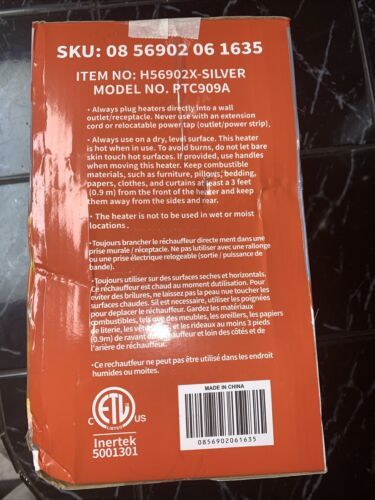 SKU: 08 56902 06 1635
ITEM NO: H56902X-SILVER
MODEL NO. PTC909A
• Always plug heaters directly into a wall
outlet/receptacle. Never use with an extension
cord or relocatable power tap (outlet/power strip).
• Always use on a dry, level surface. This heater
is hot when in use. To avoid burns, do not let bare
skin touch hot surfaces. If provided, use handles
when moving this heater. Keep combustible
materials, such as furniture, pillows, bedding,
papers, clothes, and curtains at least a 3 feet
(0.9 m) from the front of the heater and keep
them away from the sides and rear.
• The heater is not to be used in wet or moist
locations.
•Toujours brancher le réchauffeur directe ment dans une
prise murale / réceptacle. Ne pas utiliser avec une rallonge
ou une prise électrique relogeable (sortie / puissance de
bande).
•Toujours utiliser sur des surfaces seches et horizontals.
Ce réchauffeur est chaud au moment dutilisation. Pour
eviter des brilures, ne laissez pas la peau nue toucher les
surfaces chaudes. Sil est necessaire, utiliser les poignées
pour deplacer le réchauffeur. Gardez les matériaux
combustibles, tels que des meubles, les oreillers, les papiers
de literie, les vêtements, et les rideaux au moins 3 pieds
(0.9m) de ravant du rechauffeur et loin des côtés et de
l'arière de rachauffeur.
•Ce rechautfeur ne peut pas être utilisé dans les endroit
humides ou moites.
MADE IN CHINA
C ETL US
LISTED
Inertek
5001301
0856902061635